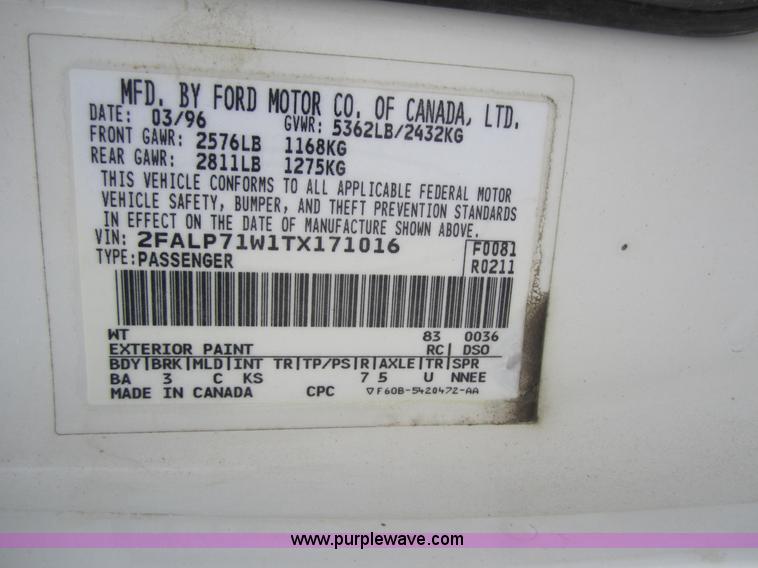 MFD. BY FORD MOTOR CO. OF CANADA, LTD.
DATE: 03/96 GVWR: 5362LB/2432KG
FRONT GAWR: 2576LB 1168KG
REAR GAWR: 2811LB 1275KG
THIS VEHICLE CONFORMS TO ALL APPLICABLE FEDERAL MOTOR
VEHICLE SAFETY, BUMPER, AND THEFT PREVENTION STANDARDS
IN EFFECT ON THE DATE OF MANUFACTURE SHOWN ABOVE.
VIN: 2FALP71W1TX171016 F0081
TYPE: PASSENGER R0211
WT 83 0036
EXTERIOR PAINT RC DSO
BDY BRK MLD INT TR TP/PS R AXLE TR SPR
BA 3 C KS 7 5 U NNEE
MADE IN CANADA CPC ▽F60B-5420472-AA
www.purplewave.com